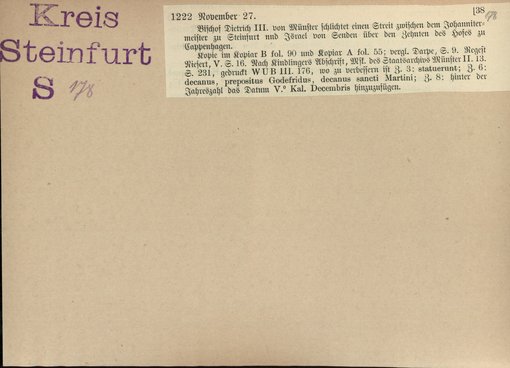 Kreis
Steinfurt
S 178
[38
178
1222 November 27.
Bischof Dietrich III. von Münster schlichtet einen Streit zwischen dem Johanniter-
meister zu Steinfurt und Israel von Senden über den Zehnten des Hofes zu
Cappenhagen.
Kopie im Kopiar B fol. 90 und Kopiar A fol. 55; vergl. Darpe, S. 9. Regest
Niesert, V. S. 16. Nach Kindlingers Abschrift, Mst. des Staatsarchivs Münster II. 13.
S. 231, gedruckt WUB III. 176, wo zu verbessern ist Z. 3: statuerunt; Z. 6:
decanus, prepositus Godefridus, decanus sancti Martini; Z. 8: hinter der
Jahreszahl das Datum V.º Kal. Decembris hinzuzufügen.